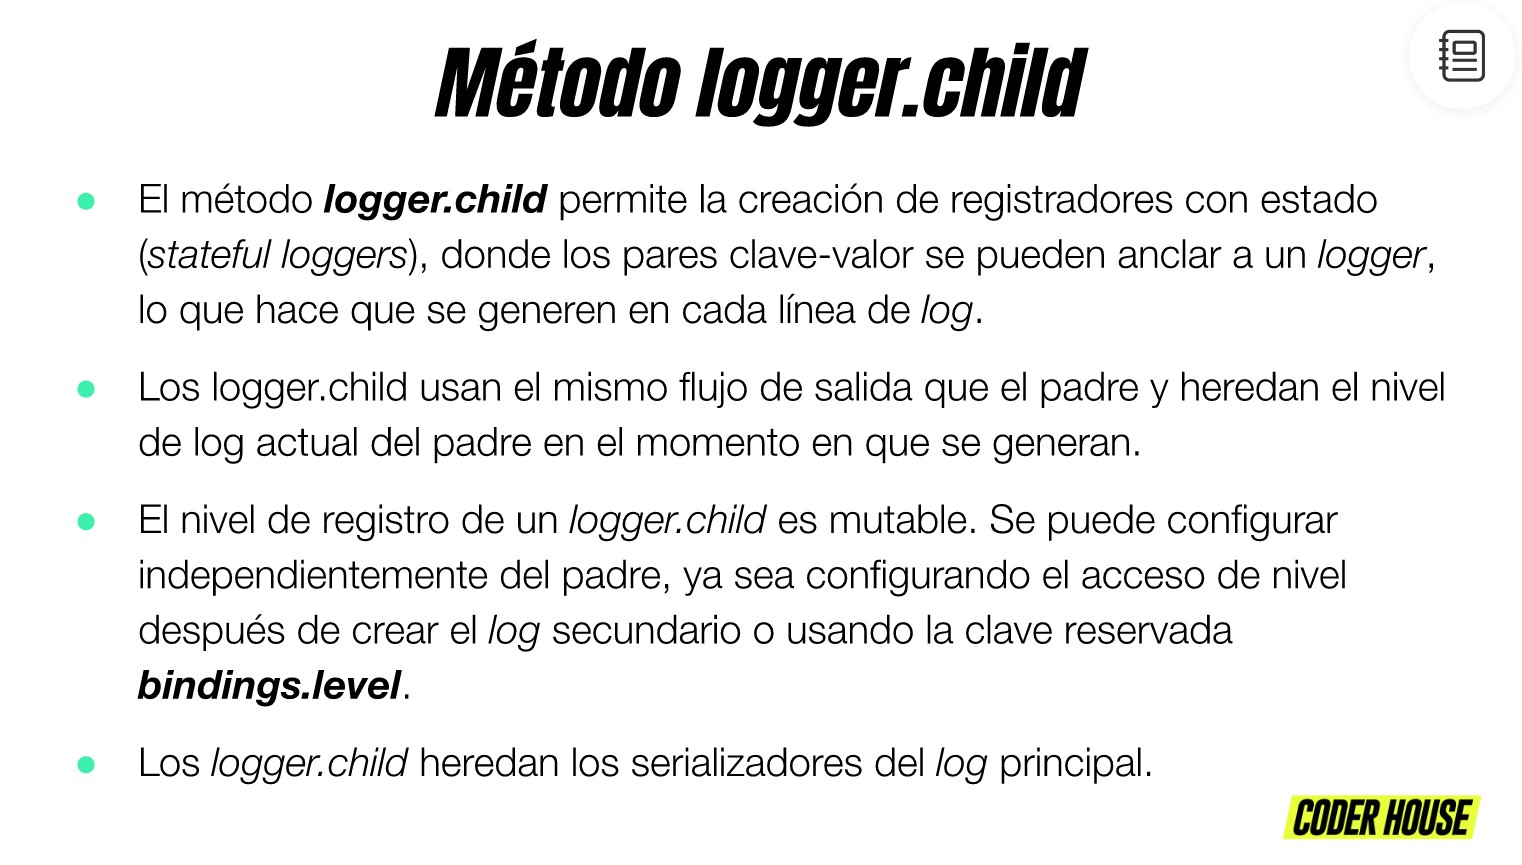 Método logger.child
● El método logger.child permite la creación de registradores con estado
(stateful loggers), donde los pares clave-valor se pueden anclar a un logger,
lo que hace que se generen en cada línea de log.
● Los logger.child usan el mismo flujo de salida que el padre y heredan el nivel
de log actual del padre en el momento en que se generan.
● El nivel de registro de un logger.child es mutable. Se puede configurar
independientemente del padre, ya sea configurando el acceso de nivel
después de crear el log secundario o usando la clave reservada
bindings.level.
● Los logger.child heredan los serializadores del log principal.
CODER HOUSE